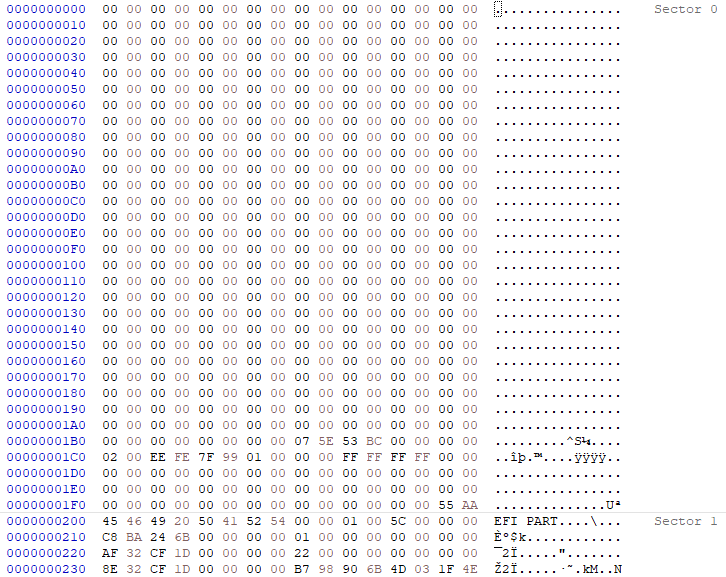 0000000000 00 00 00 00 00 00 00 00 00 00 00 00 00 00 00 00 ................ Sector 0
0000000010 00 00 00 00 00 00 00 00 00 00 00 00 00 00 00 00 ................
0000000020 00 00 00 00 00 00 00 00 00 00 00 00 00 00 00 00 ................
0000000030 00 00 00 00 00 00 00 00 00 00 00 00 00 00 00 00 ................
0000000040 00 00 00 00 00 00 00 00 00 00 00 00 00 00 00 00 ................
0000000050 00 00 00 00 00 00 00 00 00 00 00 00 00 00 00 00 ................
0000000060 00 00 00 00 00 00 00 00 00 00 00 00 00 00 00 00 ................
0000000070 00 00 00 00 00 00 00 00 00 00 00 00 00 00 00 00 ................
0000000080 00 00 00 00 00 00 00 00 00 00 00 00 00 00 00 00 ................
0000000090 00 00 00 00 00 00 00 00 00 00 00 00 00 00 00 00 ................
00000000A0 00 00 00 00 00 00 00 00 00 00 00 00 00 00 00 00 ................
00000000B0 00 00 00 00 00 00 00 00 00 00 00 00 00 00 00 00 ................
00000000C0 00 00 00 00 00 00 00 00 00 00 00 00 00 00 00 00 ................
00000000D0 00 00 00 00 00 00 00 00 00 00 00 00 00 00 00 00 ................
00000000E0 00 00 00 00 00 00 00 00 00 00 00 00 00 00 00 00 ................
00000000F0 00 00 00 00 00 00 00 00 00 00 00 00 00 00 00 00 ................
0000000100 00 00 00 00 00 00 00 00 00 00 00 00 00 00 00 00 ................
0000000110 00 00 00 00 00 00 00 00 00 00 00 00 00 00 00 00 ................
0000000120 00 00 00 00 00 00 00 00 00 00 00 00 00 00 00 00 ................
0000000130 00 00 00 00 00 00 00 00 00 00 00 00 00 00 00 00 ................
0000000140 00 00 00 00 00 00 00 00 00 00 00 00 00 00 00 00 ................
0000000150 00 00 00 00 00 00 00 00 00 00 00 00 00 00 00 00 ................
0000000160 00 00 00 00 00 00 00 00 00 00 00 00 00 00 00 00 ................
0000000170 00 00 00 00 00 00 00 00 00 00 00 00 00 00 00 00 ................
0000000180 00 00 00 00 00 00 00 00 00 00 00 00 00 00 00 00 ................
0000000190 00 00 00 00 00 00 00 00 00 00 00 00 00 00 00 00 ................
00000001A0 00 00 00 00 00 00 00 00 00 00 00 00 00 00 00 00 ................
00000001B0 00 00 00 00 00 00 00 00 07 5E 53 BC 00 00 00 00 .........^S¼....
00000001C0 02 00 EE FE 7F 99 01 00 00 00 FF FF FF FF 00 00 ..îþ.™....ÿÿÿÿ..
00000001D0 00 00 00 00 00 00 00 00 00 00 00 00 00 00 00 00 ................
00000001E0 00 00 00 00 00 00 00 00 00 00 00 00 00 00 00 00 ................
00000001F0 00 00 00 00 00 00 00 00 00 00 00 00 00 00 55 AA ..............Uª
0000000200 45 46 49 20 50 41 52 54 00 00 01 00 5C 00 00 00 EFI PART....\... Sector 1
0000000210 C8 BA 24 6B 00 00 00 00 01 00 00 00 00 00 00 00 Èº$k............
0000000220 AF 32 CF 1D 00 00 00 00 22 00 00 00 00 00 00 00 ¯2Ï.....".......
0000000230 8E 32 CF 1D 00 00 00 00 B7 98 90 6B 4D 03 1F 4E Ž2Ï.....·˜.kM..N